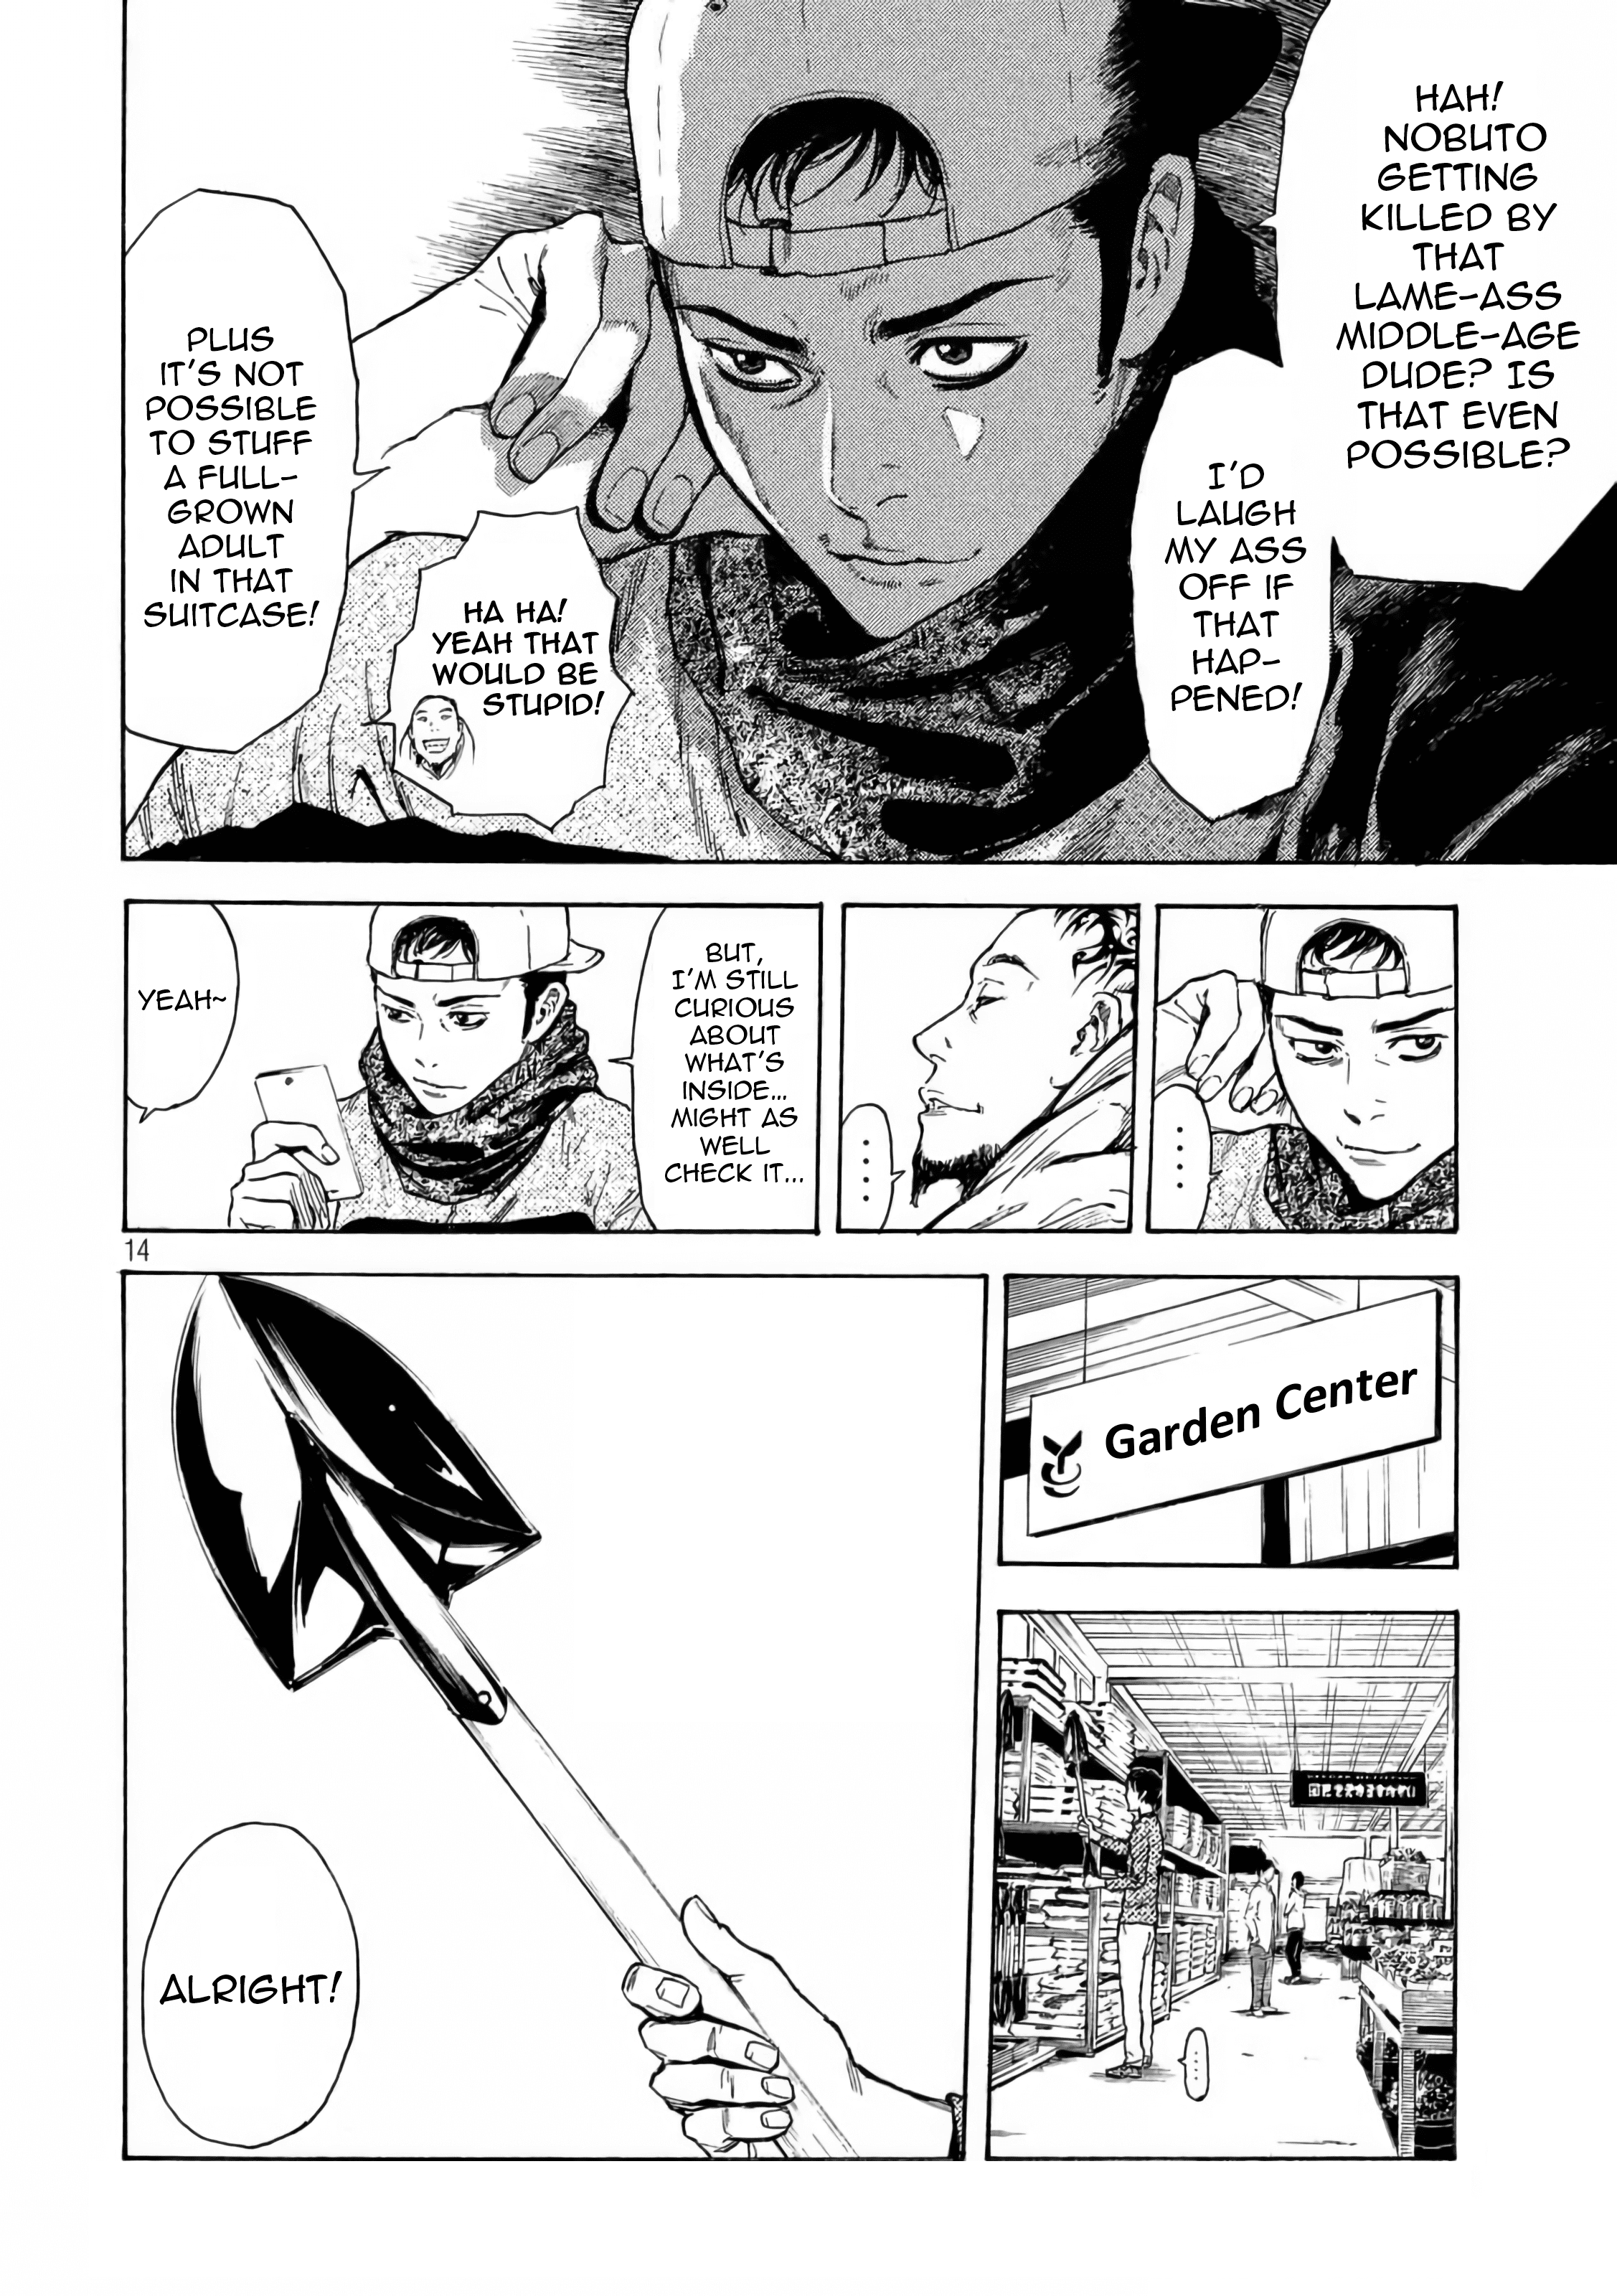 HAH!
NOBUTO
GETTING
KILLED BY
THAT
LAME-ASS
MIDDLE-AGE
DUDE? IS
THAT EVEN
POSSIBLE?
I'D
LAUGH
MY ASS
OFF IF
THAT
HAP-
PENED!
PLUS
IT'S NOT
POSSIBLE
TO STUFF
A FULL-
GROWN
ADULT
IN THAT
SUITCASE!
HA HA!
YEAH THAT
WOULD BE
STUPID!
....
....
BUT,
I'M STILL
CURIOUS
ABOUT
WHAT'S
INSIDE...
MIGHT AS
WELL
CHECK IT...
YEAH~
14
Garden Center
....
ALRIGHT!